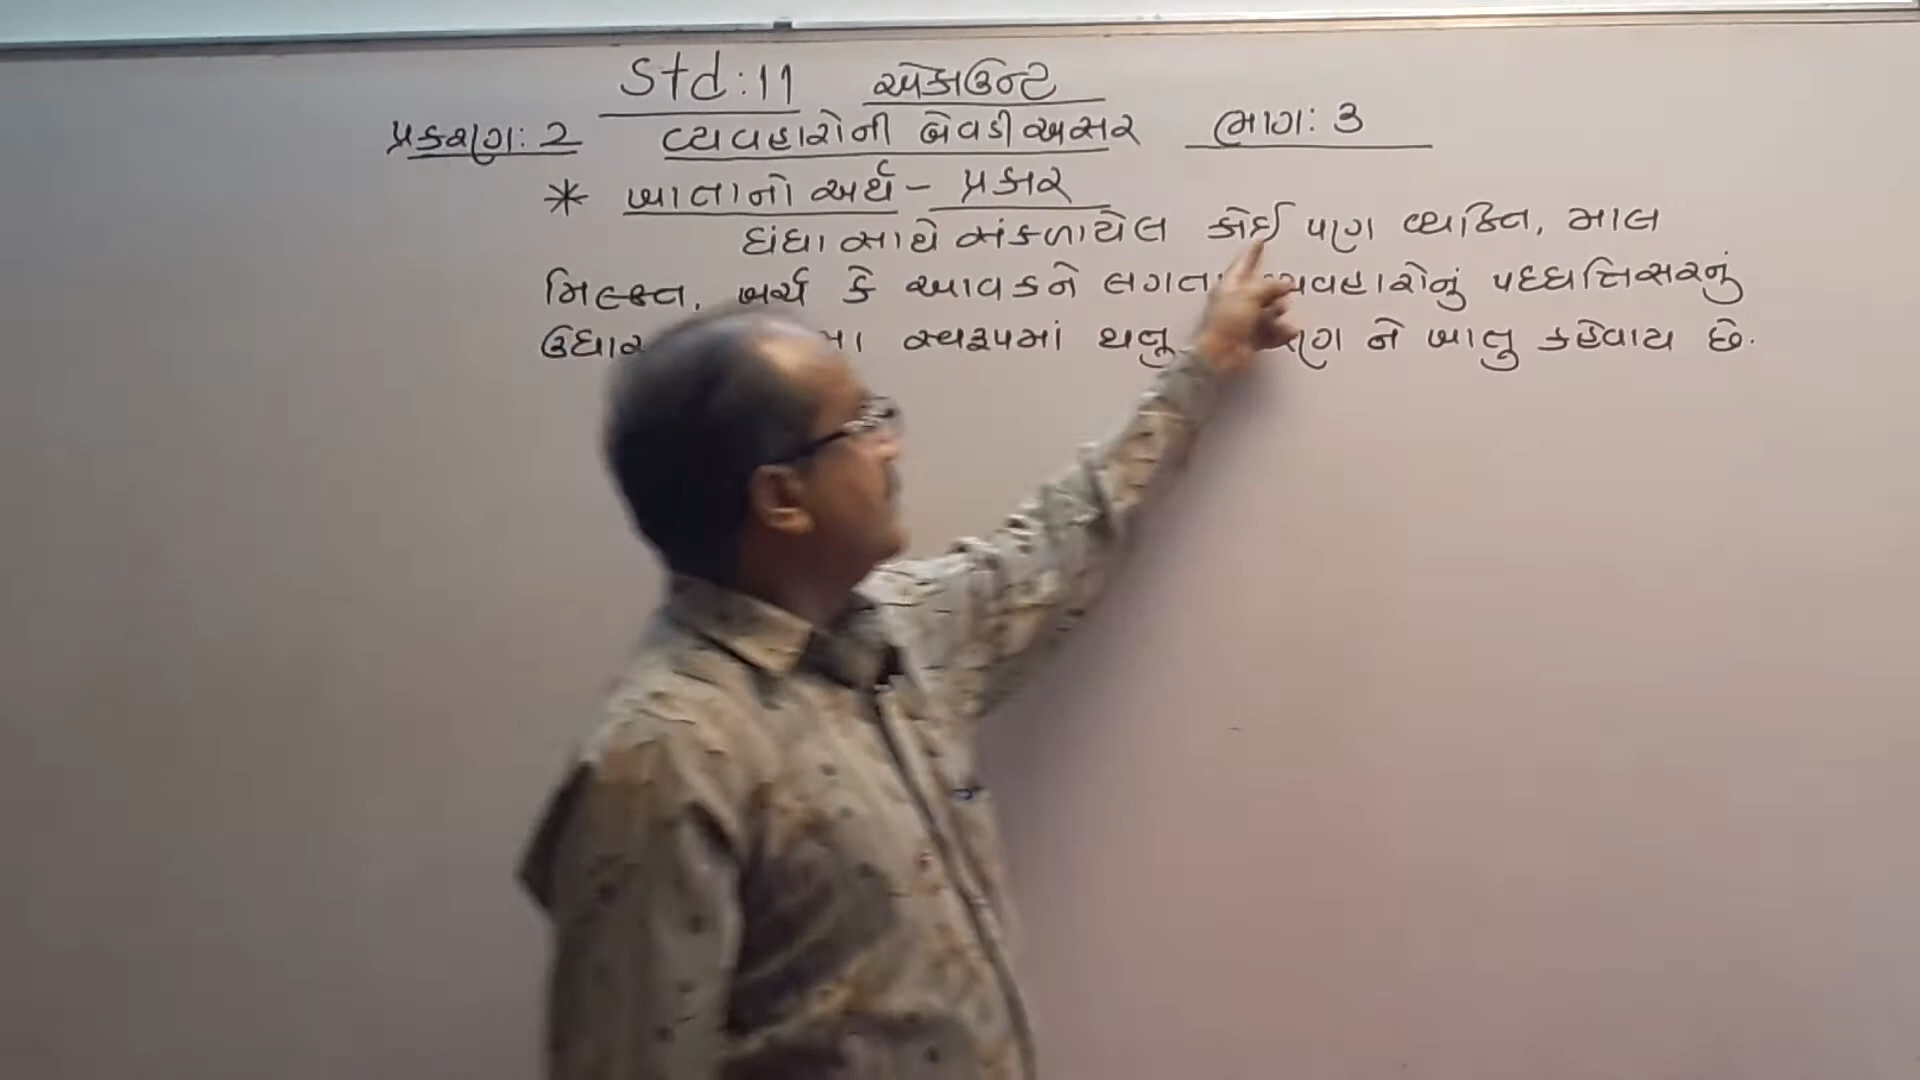 Std : 11 એકાઉન્ટ
પ્રકરણ : 2 વ્યવહારોની બેવડી અસર ભાગ : 3
* ખાતાનો અર્થ - પ્રકાર
ધંધા સાથે સંકળાયેલ કોઈ પણ વ્યક્તિ, માલ
મિલ્કત, ખર્ચ કે આવકને લગતા વ્યવહારોનું પધ્ધત્તિસરનું
ઉધાર સ્વરૂપમાં થતુ ને ખાતુ કહેવાય છે.